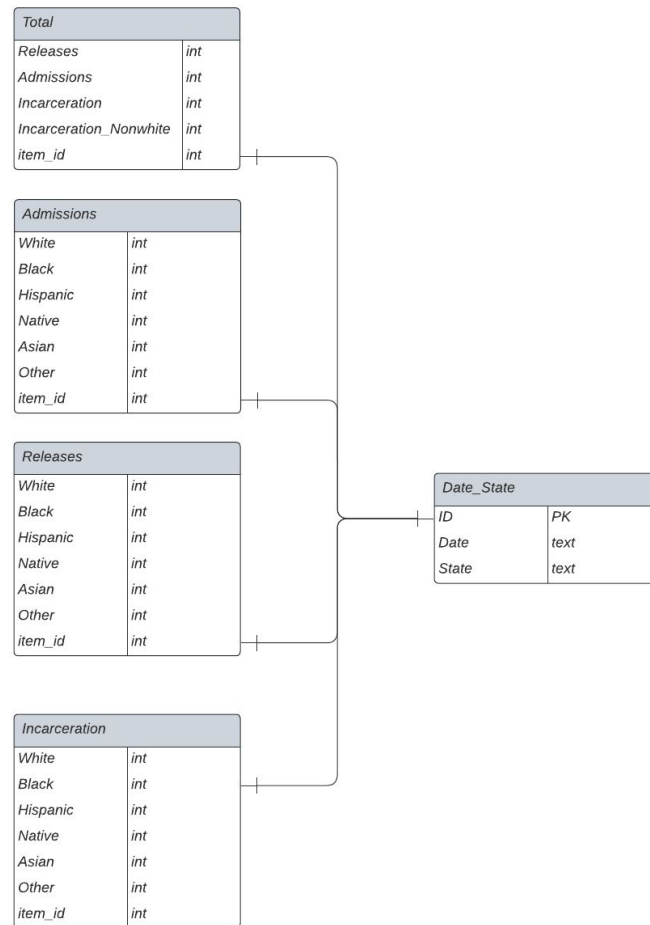 Total
Releases int
Admissions int
Incarceration int
Incarceration_Nonwhite int
item_id int
Admissions
White int
Black int
Hispanic int
Native int
Asian int
Other int
item_id int
Releases
White int
Black int
Hispanic int
Native int
Asian int
Other int
item_id int
Date_State
ID PK
Date text
State text
Incarceration
White int
Black int
Hispanic int
Native int
Asian int
Other int
item_id int